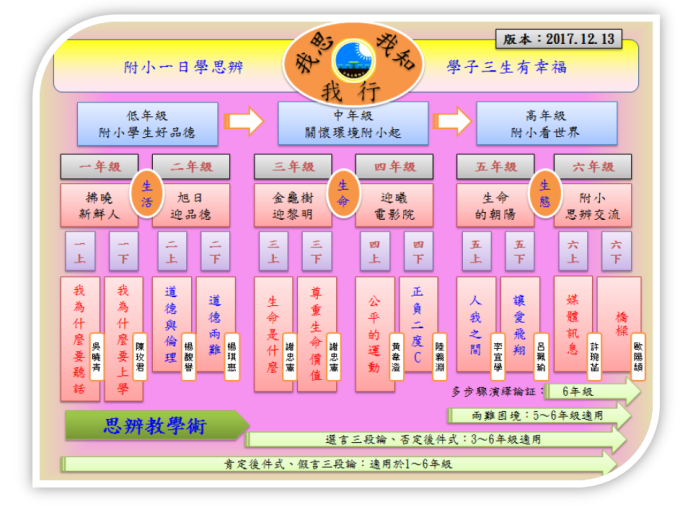 版本：2017.12.13
附小一日學思辨
我思
我知
我行
學子三生有幸福
低年級
附小學生好品德
中年級
關懷環境附小起
高年級
附小看世界
一年級
二年級
三年級
四年級
五年級
六年級
拂曉
新鮮人
生活
旭日
迎品德
金龜樹
迎黎明
生命
迎曦
電影院
生命
的朝陽
生態
附小
思辨交流
一上
一下
二上
二下
三上
三下
四上
四下
五上
五下
六上
六下
我為什麼要聽話
吳曉青
我為什麼要上學
陳玫君
道德與倫理
楊馥譽
道德兩難
楊琪惠
生命是什麼
謝忠憲
尊重生命價值
謝忠憲
公平的運動
正負二度C
陸義淵
人我之間
李宜學
讓愛飛翔
呂珮瑜
媒體訊息
許琬菡
橋樑
歐陽頡
多步驟演繹論証：
6年級
兩難困境：5~6年級適用
思辨教學術
選言三段論、否定後件式：3~6年級適用
肯定後件式、假言三段論：適用於1~6年級